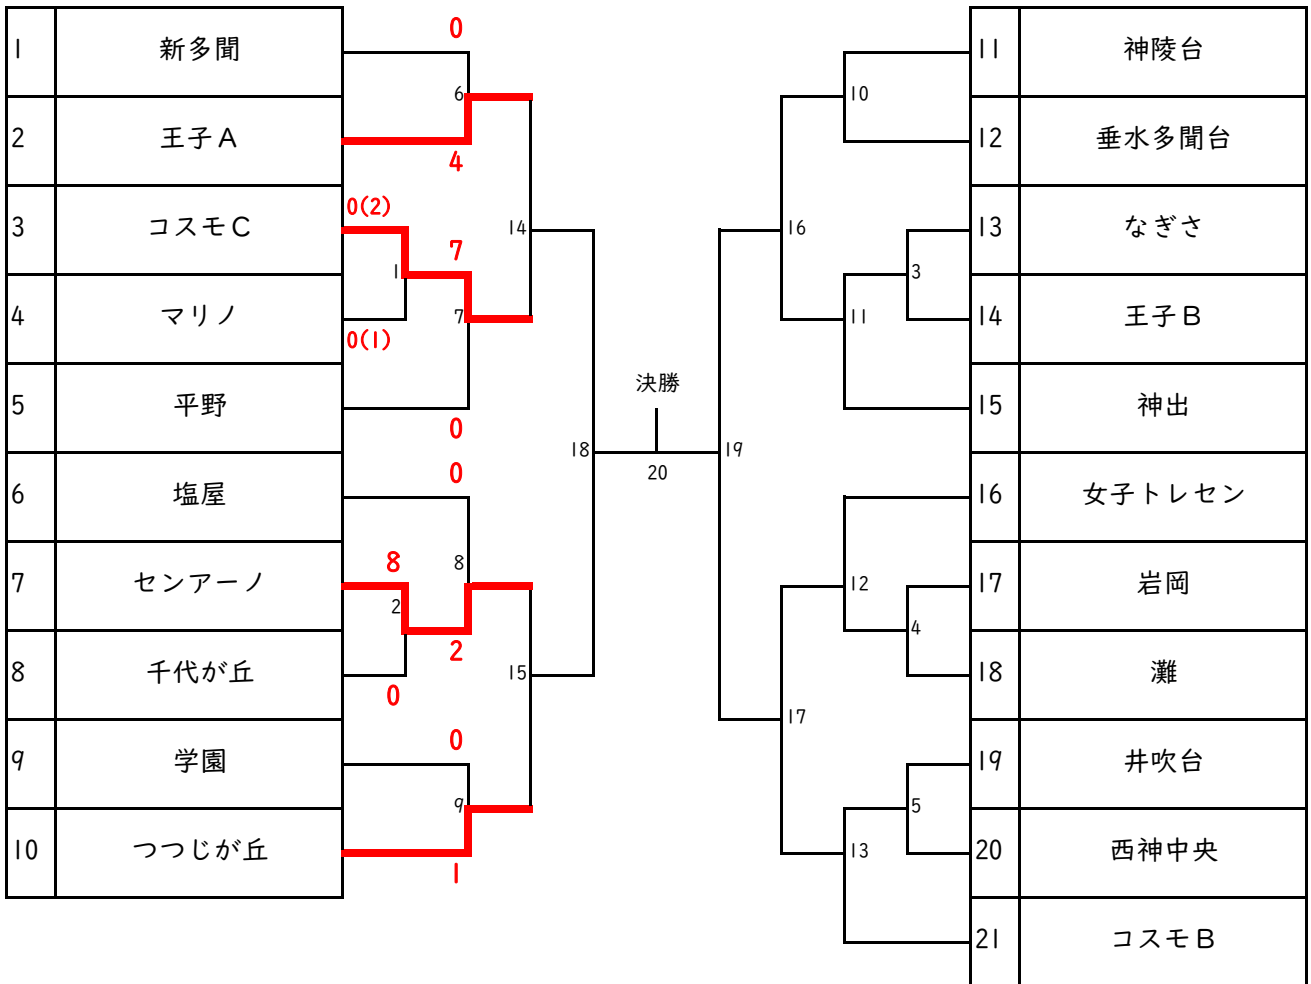 1 新多聞
2 王子A
3 コスモC
4 マリノ
5 平野
6 塩屋
7 センアーノ
8 千代が丘
9 学園
10 つつじが丘
0
6
4
0(2)
7
1
7
0(1)
0
14
0
8
8
2
2
0
15
0
9
1
18
決勝
20
19
10
16
3
11
12
4
17
5
13
11 神陵台
12 垂水多聞台
13 なぎさ
14 王子B
15 神出
16 女子トレセン
17 岩岡
18 灘
19 井吹台
20 西神中央
21 コスモB